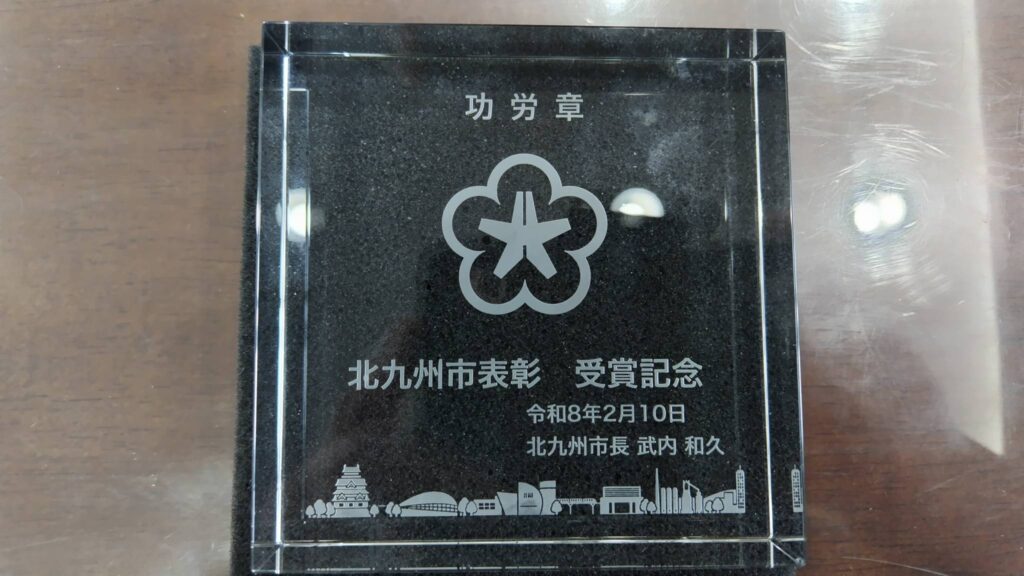 功労章
北九州市表彰　受賞記念
令和8年2月10日
北九州市長 武内 和久